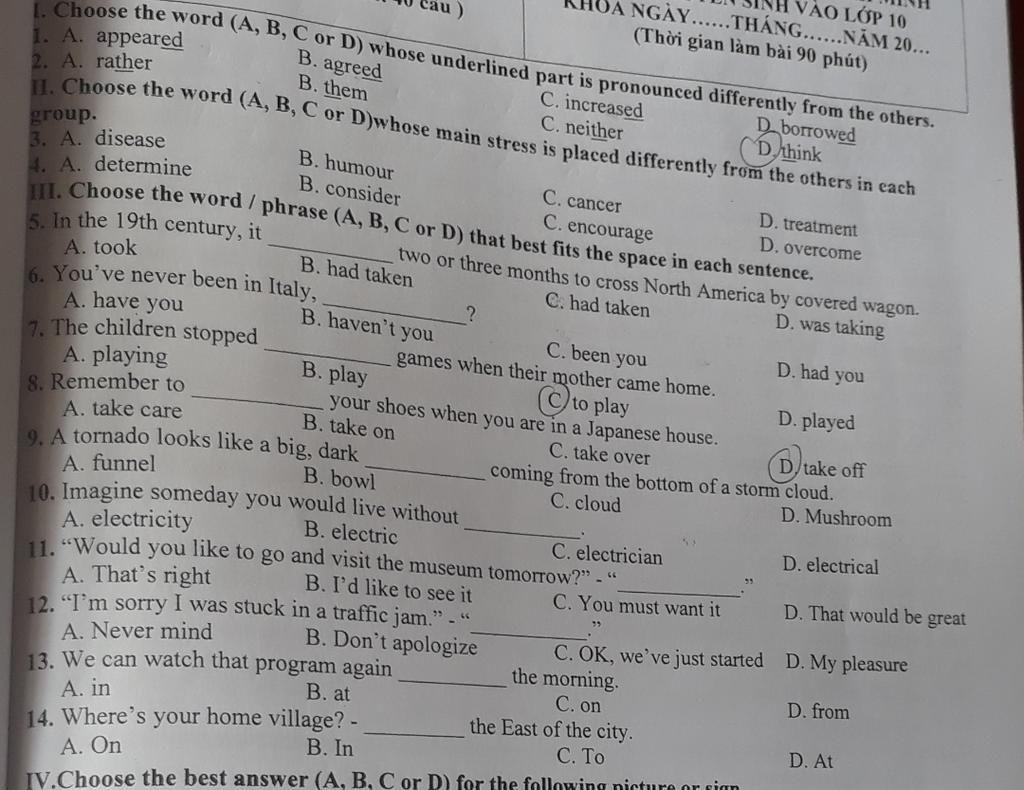 40 câu )
SINH VÀO LỚP 10
KHÓA NGÀY......THÁNG......NĂM 20...
(Thời gian làm bài 90 phút)
I. Choose the word (A, B, C or D) whose underlined part is pronounced differently from the others.
1. A. appeared B. agreed C. increased D. borrowed
2. A. rather B. them C. neither D. think
II. Choose the word (A, B, C or D)whose main stress is placed differently from the others in each
group.
3. A. disease B. humour C. cancer D. treatment
4. A. determine B. consider C. encourage D. overcome
III. Choose the word / phrase (A, B, C or D) that best fits the space in each sentence.
5. In the 19th century, it __________ two or three months to cross North America by covered wagon.
A. took B. had taken C. had taken D. was taking
6. You've never been in Italy, __________?
A. have you B. haven't you C. been you D. had you
7. The children stopped __________ games when their mother came home.
A. playing B. play C. to play D. played
8. Remember to __________ your shoes when you are in a Japanese house.
A. take care B. take on C. take over D. take off
9. A tornado looks like a big, dark __________ coming from the bottom of a storm cloud.
A. funnel B. bowl C. cloud D. Mushroom
10. Imagine someday you would live without __________.
A. electricity B. electric C. electrician D. electrical
11. "Would you like to go and visit the museum tomorrow?" - "__________."
A. That's right B. I'd like to see it C. You must want it D. That would be great
12. "I'm sorry I was stuck in a traffic jam." - "__________."
A. Never mind B. Don't apologize C. OK, we've just started D. My pleasure
13. We can watch that program again __________ the morning.
A. in B. at C. on D. from
14. Where's your home village? - __________ the East of the city.
A. On B. In C. To D. At
IV.Choose the best answer (A, B, C or D) for the following picture or sign